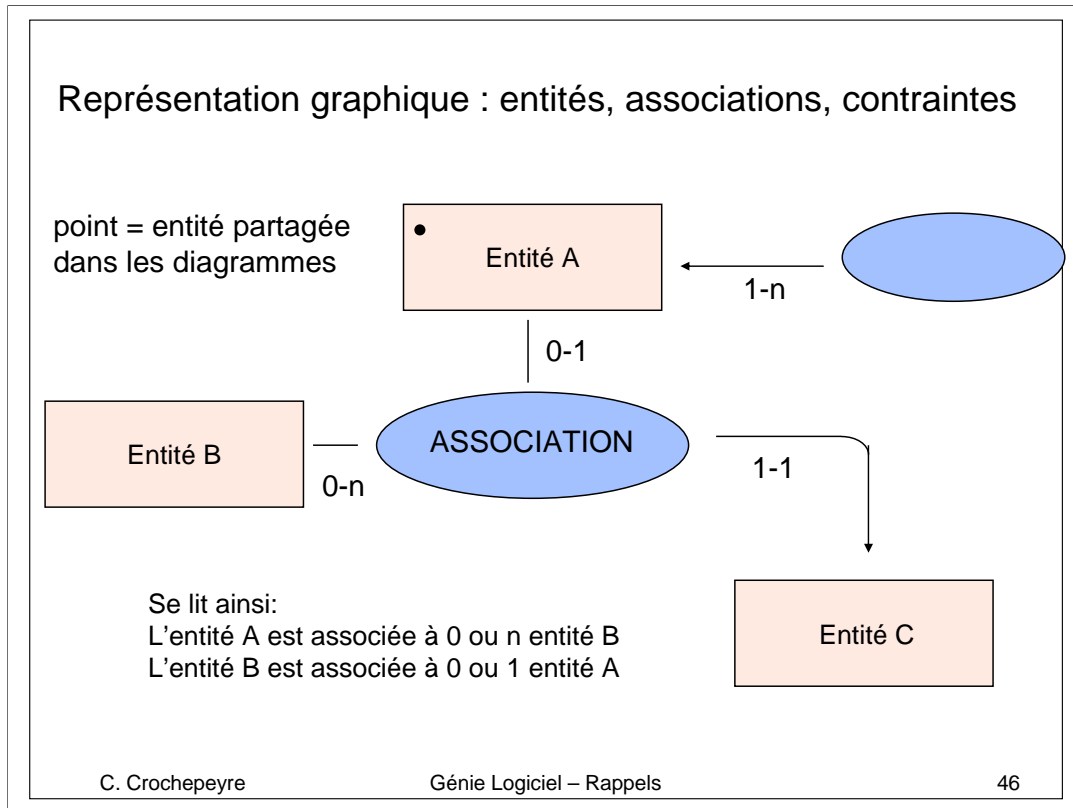 Représentation graphique : entités, associations, contraintes
point = entité partagée
dans les diagrammes
Entité A
1-n
0-1
Entité B
0-n
ASSOCIATION
1-1
Se lit ainsi:
L'entité A est associée à 0 ou n entité B
L'entité B est associée à 0 ou 1 entité A
Entité C
C. Crochepeyre
Génie Logiciel – Rappels
46